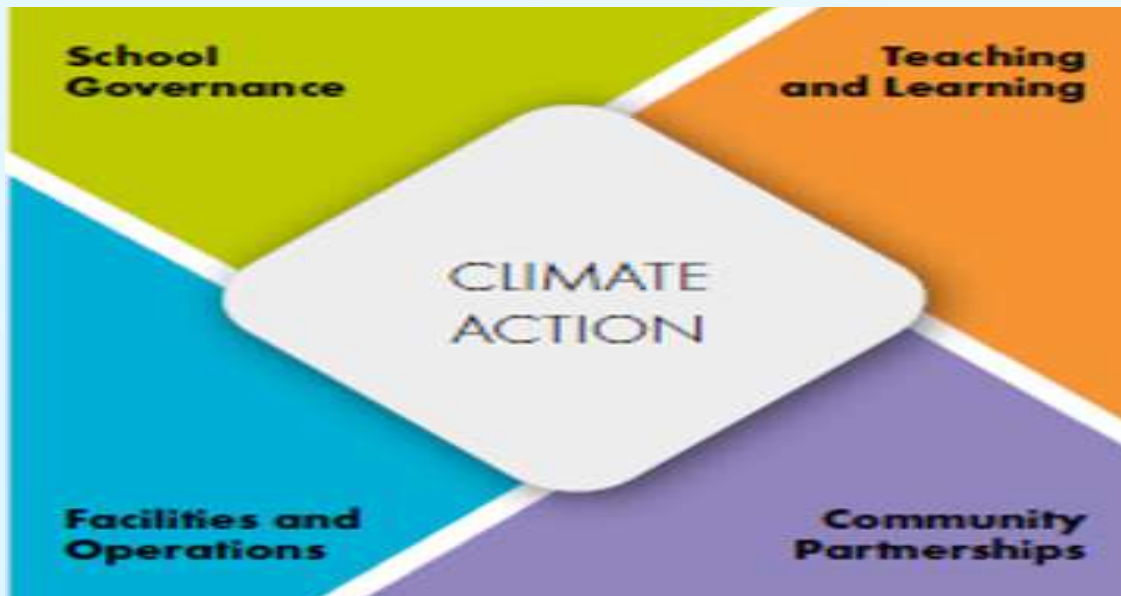 School
Governance
Teaching
and Learning
CLIMATE
ACTION
Facilities and
Operations
Community
Partnerships